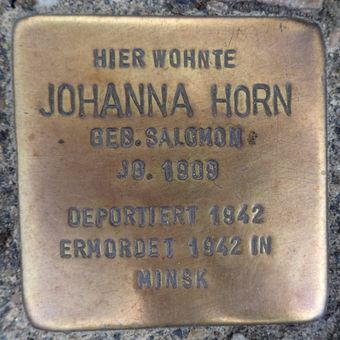 HIER WOHNTE
JOHANNA HORN
GEB. SALOMON
JG. 1909
DEPORTIERT 1942
ERMORDET 1942 IN
MINSK